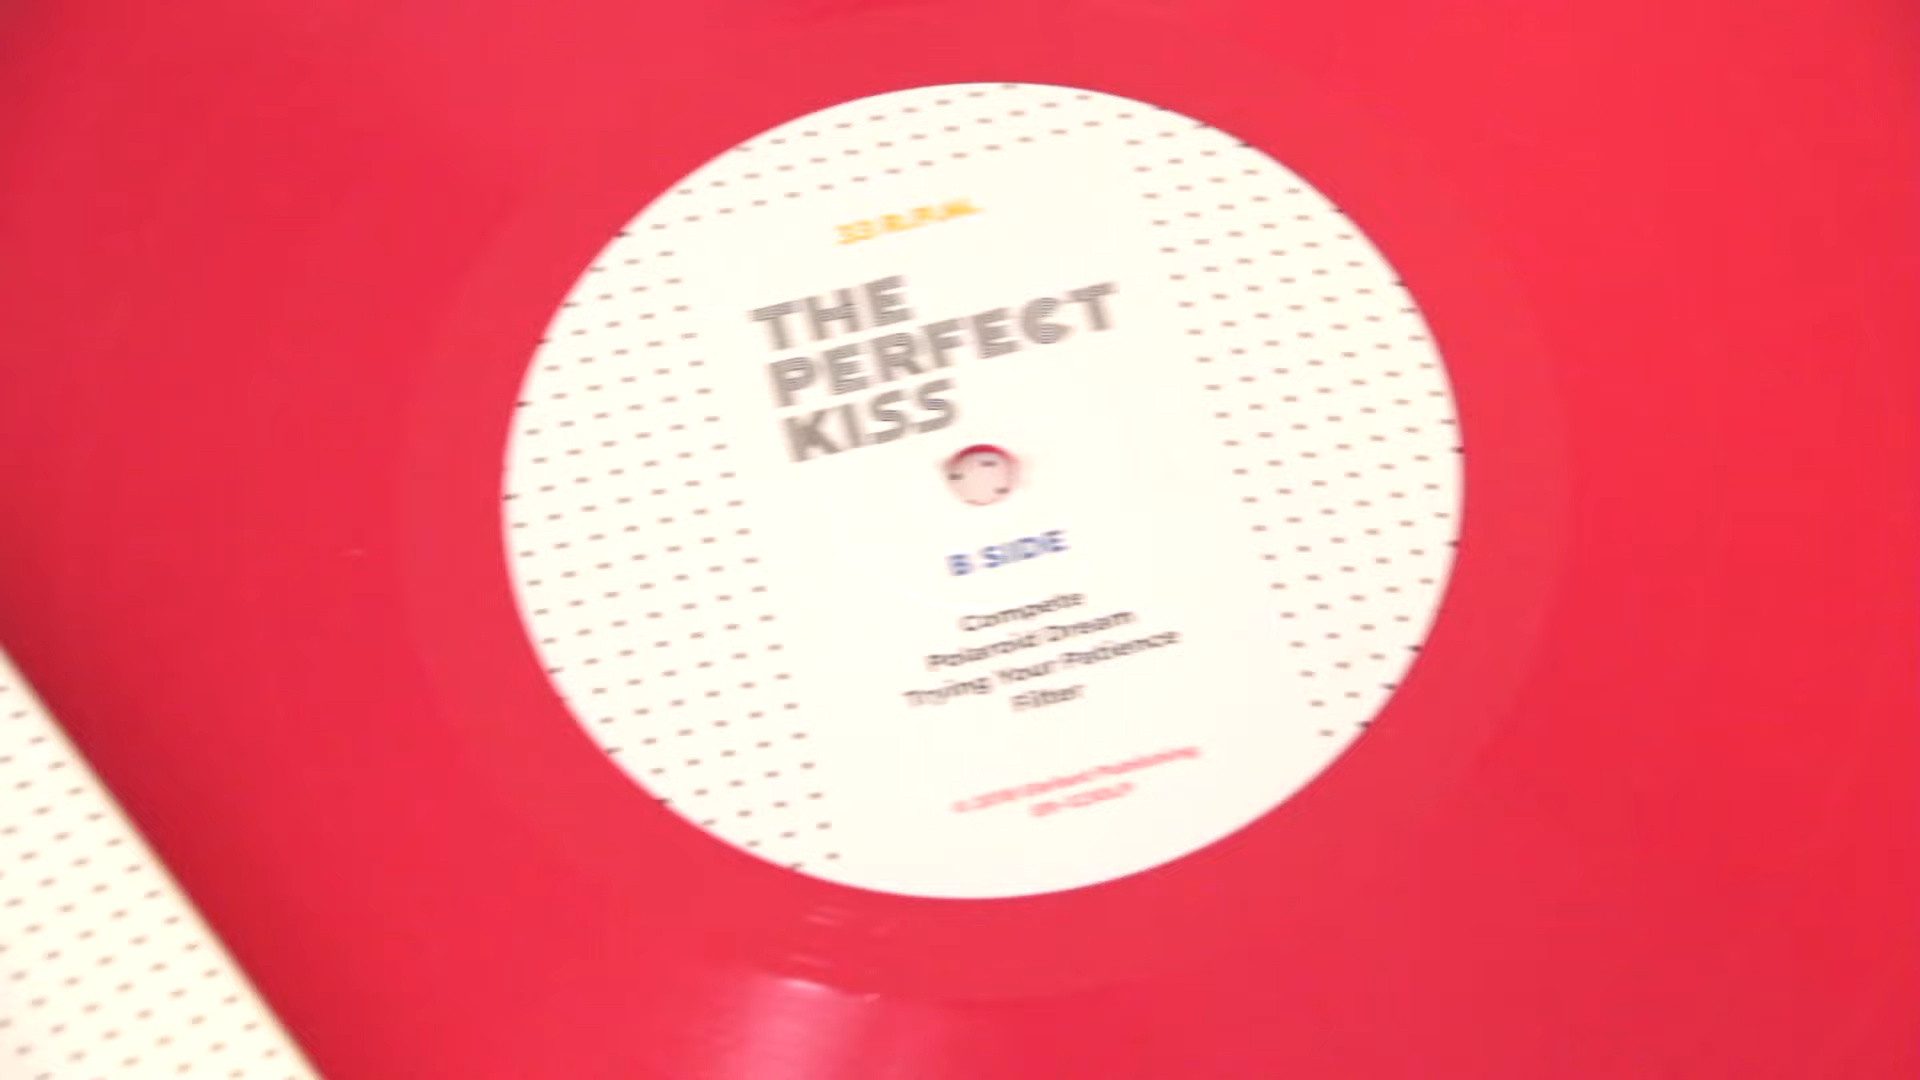 33 R.P.M.
THE
PERFECT
KISS
B SIDE
Compete
Polaroid Dream
Trying Your Patience
Filter